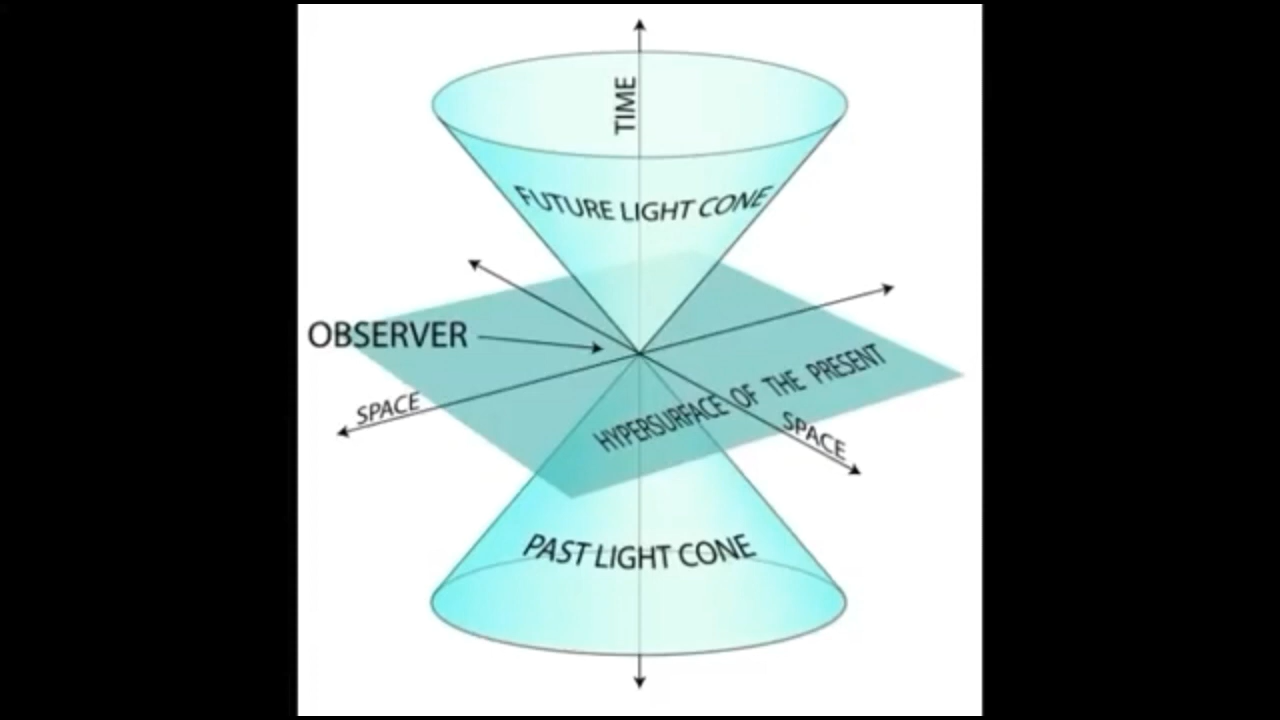 TIME
FUTURE LIGHT CONE
OBSERVER
SPACE
HYPERSURFACE OF THE PRESENT
SPACE
PAST LIGHT CONE